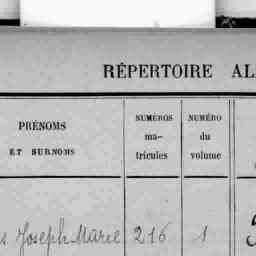 RÉPERTOIRE AL
PRÉNOMS
ET SURNOMS
NUMÉROS
ma-
tricules
NUMÉRO
du
volume
s Joseph Marie 216 1